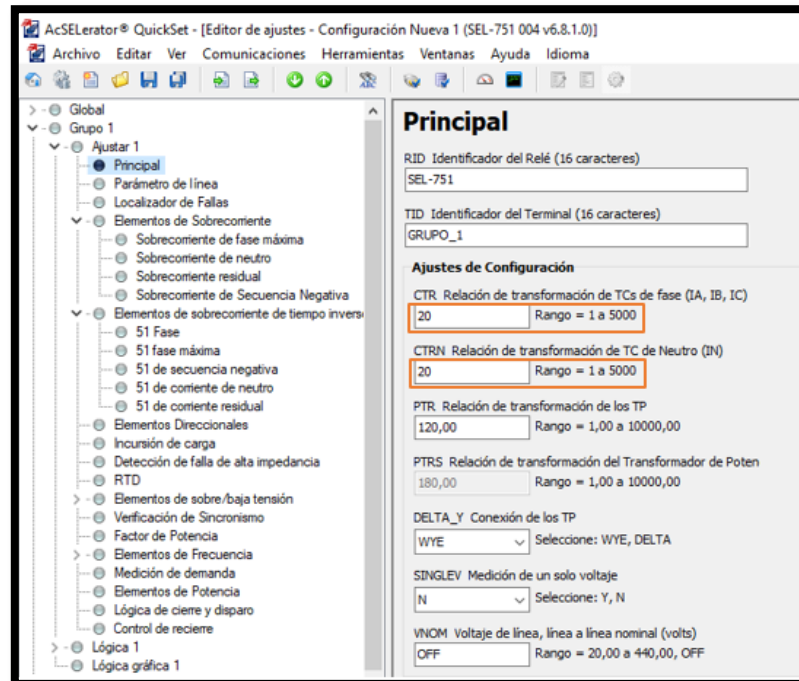 AcSELerator® QuickSet - [Editor de ajustes - Configuración Nueva 1 (SEL-751 004 v6.8.1.0)]
Archivo Editar Ver Comunicaciones Herramientas Ventanas Ayuda Idioma
Global
Grupo 1
Ajustar 1
Principal
Parámetro de línea
Localizador de Fallas
Elementos de Sobrecorriente
Sobrecorriente de fase máxima
Sobrecorriente de neutro
Sobrecorriente residual
Sobrecorriente de Secuencia Negativa
Elementos de sobrecorriente de tiempo inverso
51 Fase
51 fase máxima
51 de secuencia negativa
51 de corriente de neutro
51 de corriente residual
Elementos Direccionales
Incursión de carga
Detección de falla de alta impedancia
RTD
Elementos de sobre/baja tensión
Verificación de Sincronismo
Factor de Potencia
Elementos de Frecuencia
Medición de demanda
Elementos de Potencia
Lógica de cierre y disparo
Control de recierre
Lógica 1
Lógica gráfica 1
Principal
RID Identificador del Relé (16 caracteres)
SEL-751
TID Identificador del Terminal (16 caracteres)
GRUPO_1
Ajustes de Configuración
CTR Relación de transformación de TCs de fase (IA, IB, IC)
20 Rango = 1 a 5000
CTRN Relación de transformación de TC de Neutro (IN)
20 Rango = 1 a 5000
PTR Relación de transformación de los TP
120,00 Rango = 1,00 a 10000,00
PTRS Relación de transformación del Transformador de Poten
180,00 Rango = 1,00 a 10000,00
DELTA_Y Conexión de los TP
WYE Seleccione: WYE, DELTA
SINGLEV Medición de un solo voltaje
N Seleccione: Y, N
VNOM Voltaje de línea, línea a línea nominal (volts)
OFF Rango = 20,00 a 440,00, OFF